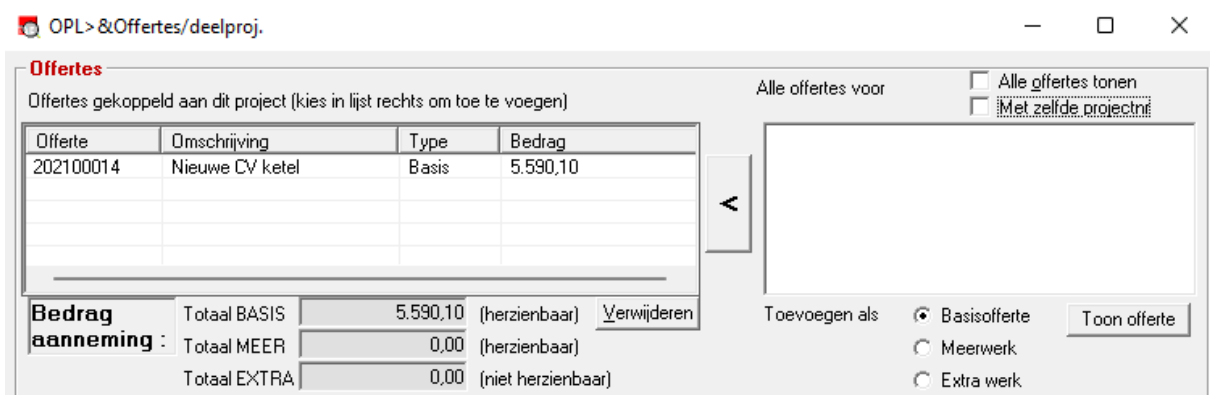 OPL>&Offertes/deelproj.
Offertes
Offertes gekoppeld aan dit project (kies in lijst rechts om toe te voegen)
Alle offertes voor
Alle offertes tonen
Met zelfde projectnr
Offerte Omschrijving Type Bedrag
202100014 Nieuwe CV ketel Basis 5.590,10
<
Bedrag aanneming :
Totaal BASIS 5.590,10 (herzienbaar) Verwijderen
Totaal MEER 0,00 (herzienbaar)
Totaal EXTRA 0,00 (niet herzienbaar)
Toevoegen als
Basisofferte
Meerwerk
Extra werk
Toon offerte